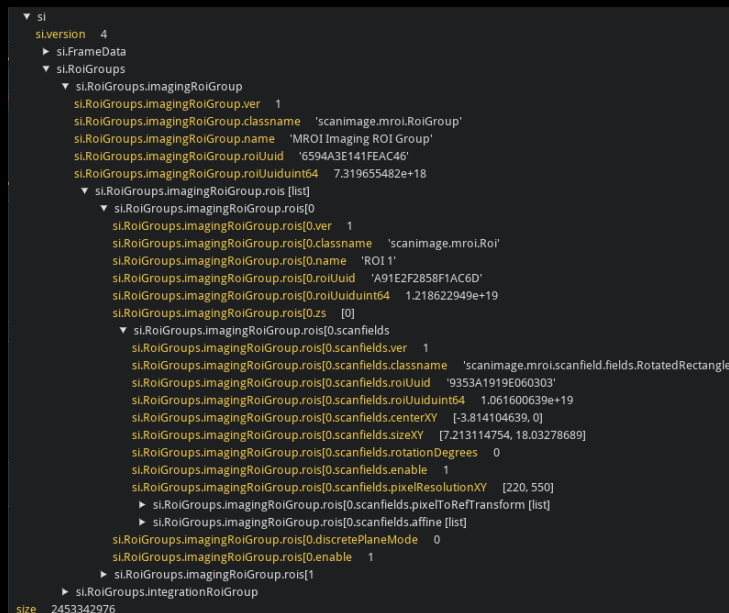 si
si.version 4
si.FrameData
si.RoiGroups
si.RoiGroups.imagingRoiGroup
si.RoiGroups.imagingRoiGroup.ver 1
si.RoiGroups.imagingRoiGroup.classname 'scanimage.mroi.RoiGroup'
si.RoiGroups.imagingRoiGroup.name 'MROI Imaging ROI Group'
si.RoiGroups.imagingRoiGroup.roiUuid '6594A3E141FEAC46'
si.RoiGroups.imagingRoiGroup.roiUuiduint64 7.319655482e+18
si.RoiGroups.imagingRoiGroup.rois [list]
si.RoiGroups.imagingRoiGroup.rois[0
si.RoiGroups.imagingRoiGroup.rois[0.ver 1
si.RoiGroups.imagingRoiGroup.rois[0.classname 'scanimage.mroi.Roi'
si.RoiGroups.imagingRoiGroup.rois[0.name 'ROI 1'
si.RoiGroups.imagingRoiGroup.rois[0.roiUuid 'A91E2F2858F1AC6D'
si.RoiGroups.imagingRoiGroup.rois[0.roiUuiduint64 1.218622949e+19
si.RoiGroups.imagingRoiGroup.rois[0.zs [0]
si.RoiGroups.imagingRoiGroup.rois[0.scanfields
si.RoiGroups.imagingRoiGroup.rois[0.scanfields.ver 1
si.RoiGroups.imagingRoiGroup.rois[0.scanfields.classname 'scanimage.mroi.scanfield.fields.RotatedRectangle
si.RoiGroups.imagingRoiGroup.rois[0.scanfields.roiUuid '9353A1919E060303'
si.RoiGroups.imagingRoiGroup.rois[0.scanfields.roiUuiduint64 1.061600639e+19
si.RoiGroups.imagingRoiGroup.rois[0.scanfields.centerXY [-3.814104639, 0]
si.RoiGroups.imagingRoiGroup.rois[0.scanfields.sizeXY [7.213114754, 18.03278689]
si.RoiGroups.imagingRoiGroup.rois[0.scanfields.rotationDegrees 0
si.RoiGroups.imagingRoiGroup.rois[0.scanfields.enable 1
si.RoiGroups.imagingRoiGroup.rois[0.scanfields.pixelResolutionXY [220, 550]
si.RoiGroups.imagingRoiGroup.rois[0.scanfields.pixelToRefTransform [list]
si.RoiGroups.imagingRoiGroup.rois[0.scanfields.affine [list]
si.RoiGroups.imagingRoiGroup.rois[0.discretePlaneMode 0
si.RoiGroups.imagingRoiGroup.rois[0.enable 1
si.RoiGroups.imagingRoiGroup.rois[1
si.RoiGroups.integrationRoiGroup
size 2453342976